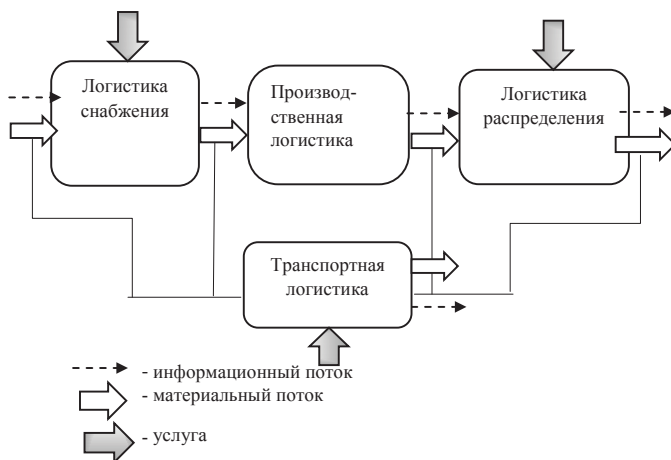 Логистика
снабжения
Производ-
ственная
логистика
Логистика
распределения
Транспортная
логистика
- информационный поток
- материальный поток
- услуга